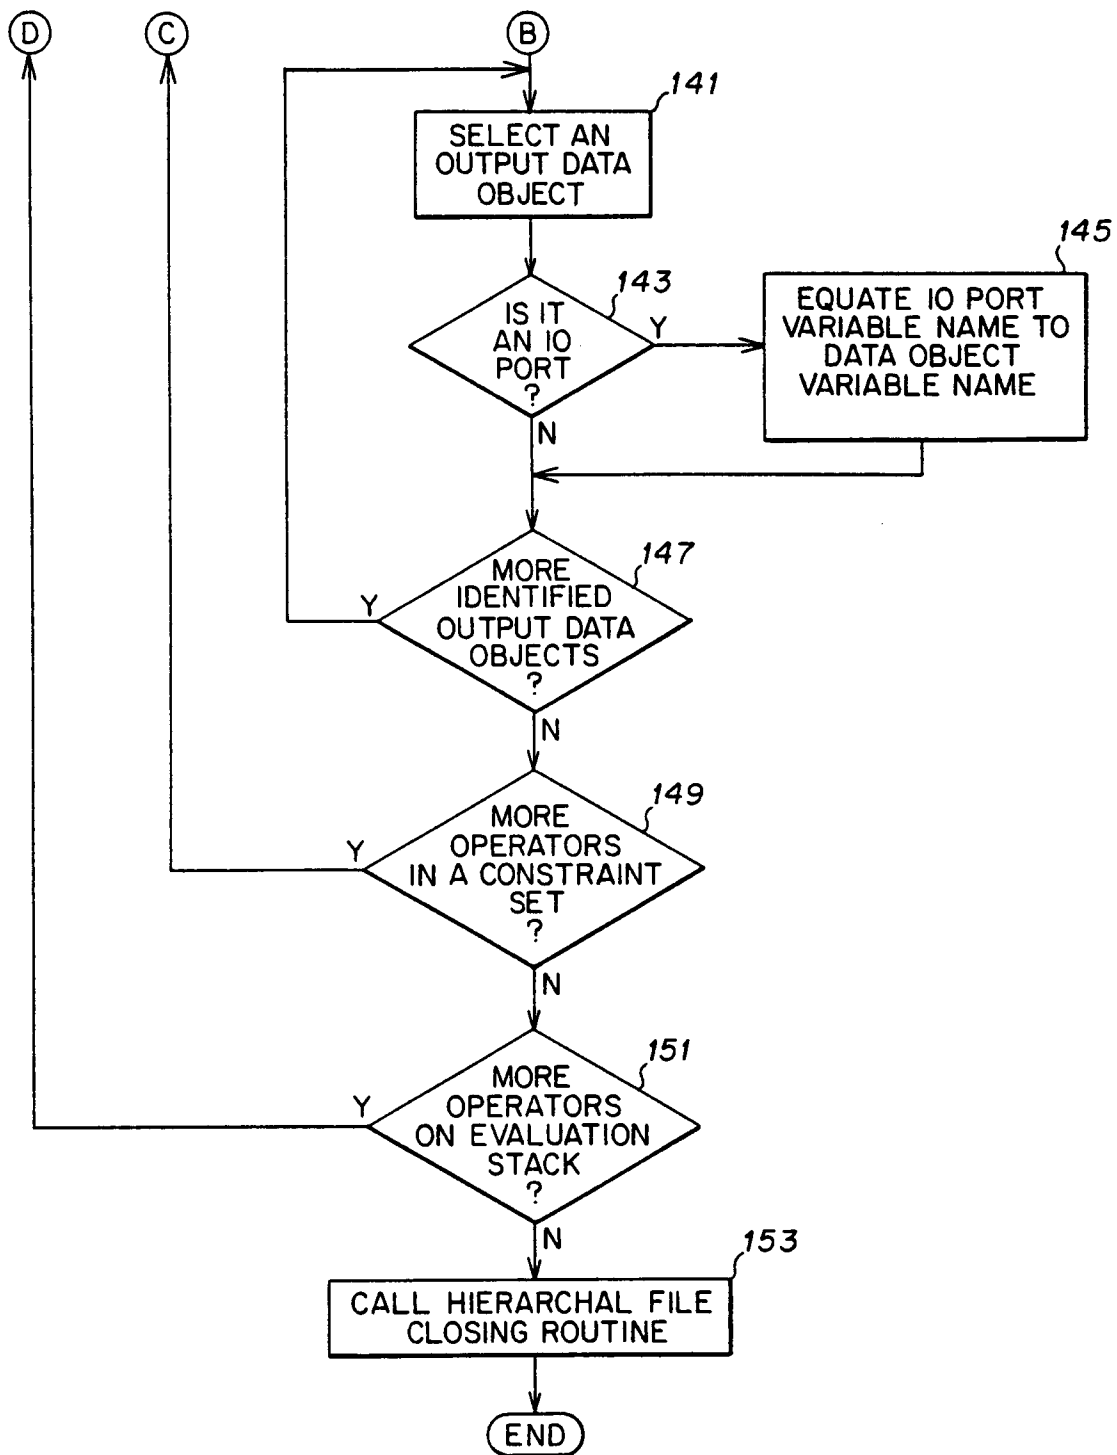 D
C
B
141
SELECT AN
OUTPUT DATA
OBJECT
143
IS IT
AN IO
PORT
?
Y
N
145
EQUATE IO PORT
VARIABLE NAME TO
DATA OBJECT
VARIABLE NAME
147
MORE
IDENTIFIED
OUTPUT DATA
OBJECTS
?
Y
N
149
MORE
OPERATORS
IN A CONSTRAINT
SET
?
Y
N
151
MORE
OPERATORS
ON EVALUATION
STACK
?
Y
N
153
CALL HIERARCHAL FILE
CLOSING ROUTINE
END